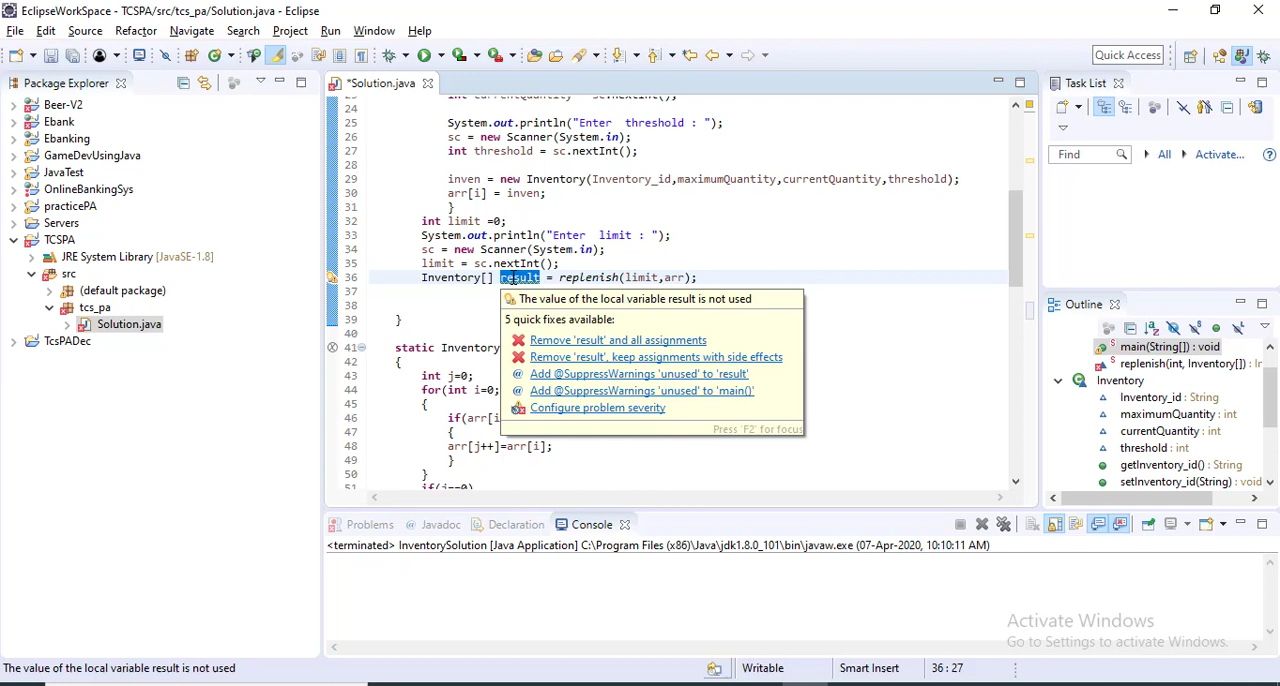 EclipseWorkSpace - TCSPA/src/tcs_pa/Solution.java - Eclipse
File Edit Source Refactor Navigate Search Project Run Window Help
Quick Access
Package Explorer
*Solution.java
Task List
Beer-V2
Ebank
Ebanking
GameDevUsingJava
JavaTest
OnlineBankingSys
practicePA
Servers
TCSPA
JRE System Library [JavaSE-1.8]
src
(default package)
tcs_pa
Solution.java
TcsPADec
24
25 System.out.println("Enter threshold : ");
26 sc = new Scanner(System.in);
27 int threshold = sc.nextInt();
28
29 inven = new Inventory(Inventory_id,maximumQuantity,currentQuantity,threshold);
30 arr[i] = inven;
31 }
32 int limit =0;
33 System.out.println("Enter limit : ");
34 sc = new Scanner(System.in);
35 limit = sc.nextInt();
36 Inventory[] result = replenish(limit,arr);
37
38
39 }
40
41 static Inventory
42 {
43 int j=0;
44 for(int i=0;
45 {
46 if(arr[i
47 {
48 arr[j++]=arr[i];
49 }
50 }
51 if(j==0)
The value of the local variable result is not used
5 quick fixes available:
Remove 'result' and all assignments
Remove 'result', keep assignments with side effects
@ Add @SuppressWarnings 'unused' to 'result'
@ Add @SuppressWarnings 'unused' to 'main()'
Configure problem severity
Press 'F2' for focus
Find All Activate...
Outline
main(String[]) : void
replenish(int, Inventory[]) : Ir
Inventory
Inventory_id : String
maximumQuantity : int
currentQuantity : int
threshold : int
getInventory_id() : String
setInventory_id(String) : void
Problems @ Javadoc Declaration Console
<terminated> InventorySolution [Java Application] C:\Program Files (x86)\Java\jdk1.8.0_101\bin\javaw.exe (07-Apr-2020, 10:10:11 AM)
Activate Windows
Go to Settings to activate Windows.
The value of the local variable result is not used
Writable Smart Insert 36 : 27